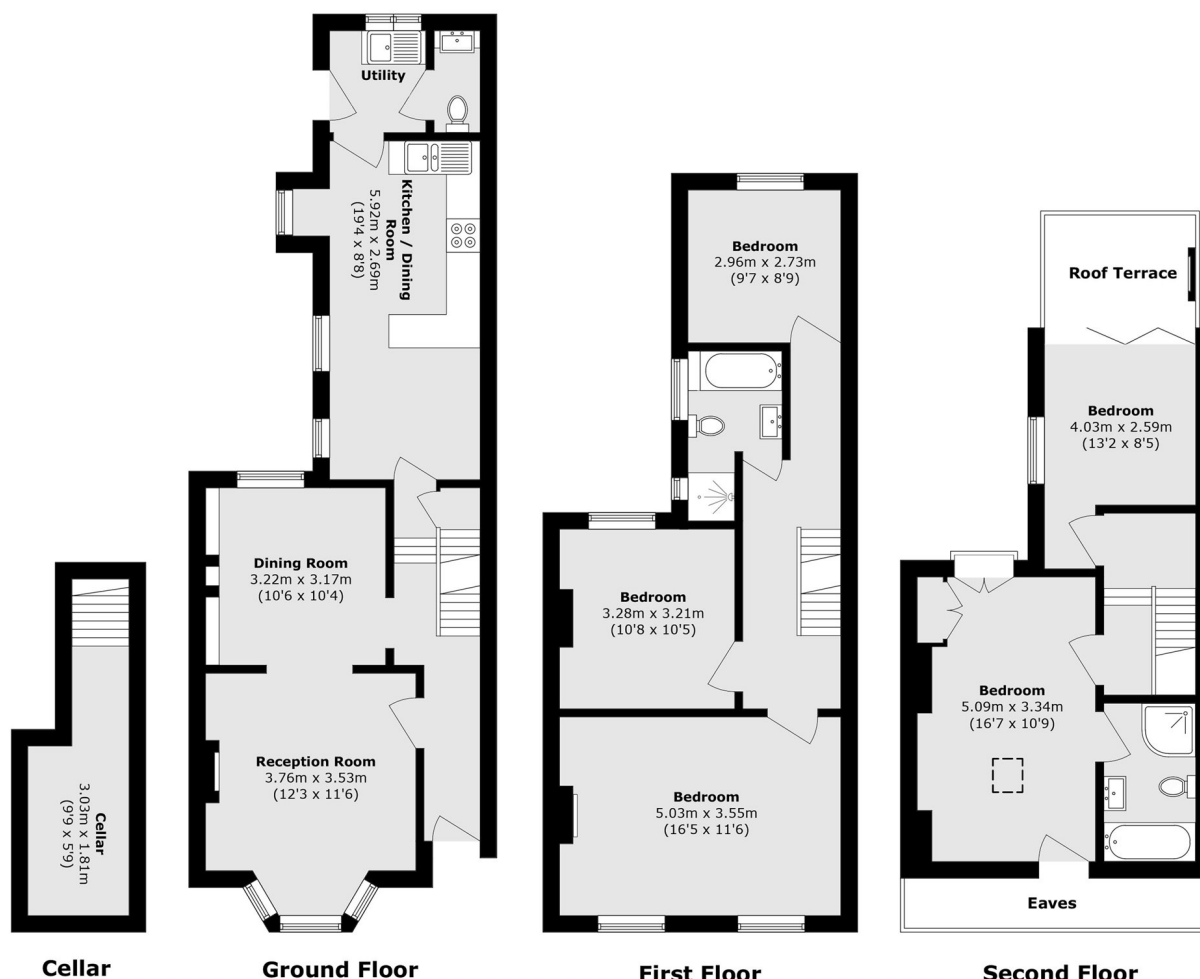 Utility
Kitchen / Dining
Room
5.92m x 2.69m
(19'4 x 8'8)
Dining Room
3.22m x 3.17m
(10'6 x 10'4)
Reception Room
3.76m x 3.53m
(12'3 x 11'6)
Cellar
3.03m x 1.81m
(9'9 x 5'9)
Bedroom
2.96m x 2.73m
(9'7 x 8'9)
Bedroom
3.28m x 3.21m
(10'8 x 10'5)
Bedroom
5.03m x 3.55m
(16'5 x 11'6)
Roof Terrace
Bedroom
4.03m x 2.59m
(13'2 x 8'5)
Bedroom
5.09m x 3.34m
(16'7 x 10'9)
Eaves
Cellar
Ground Floor
First Floor
Second Floor